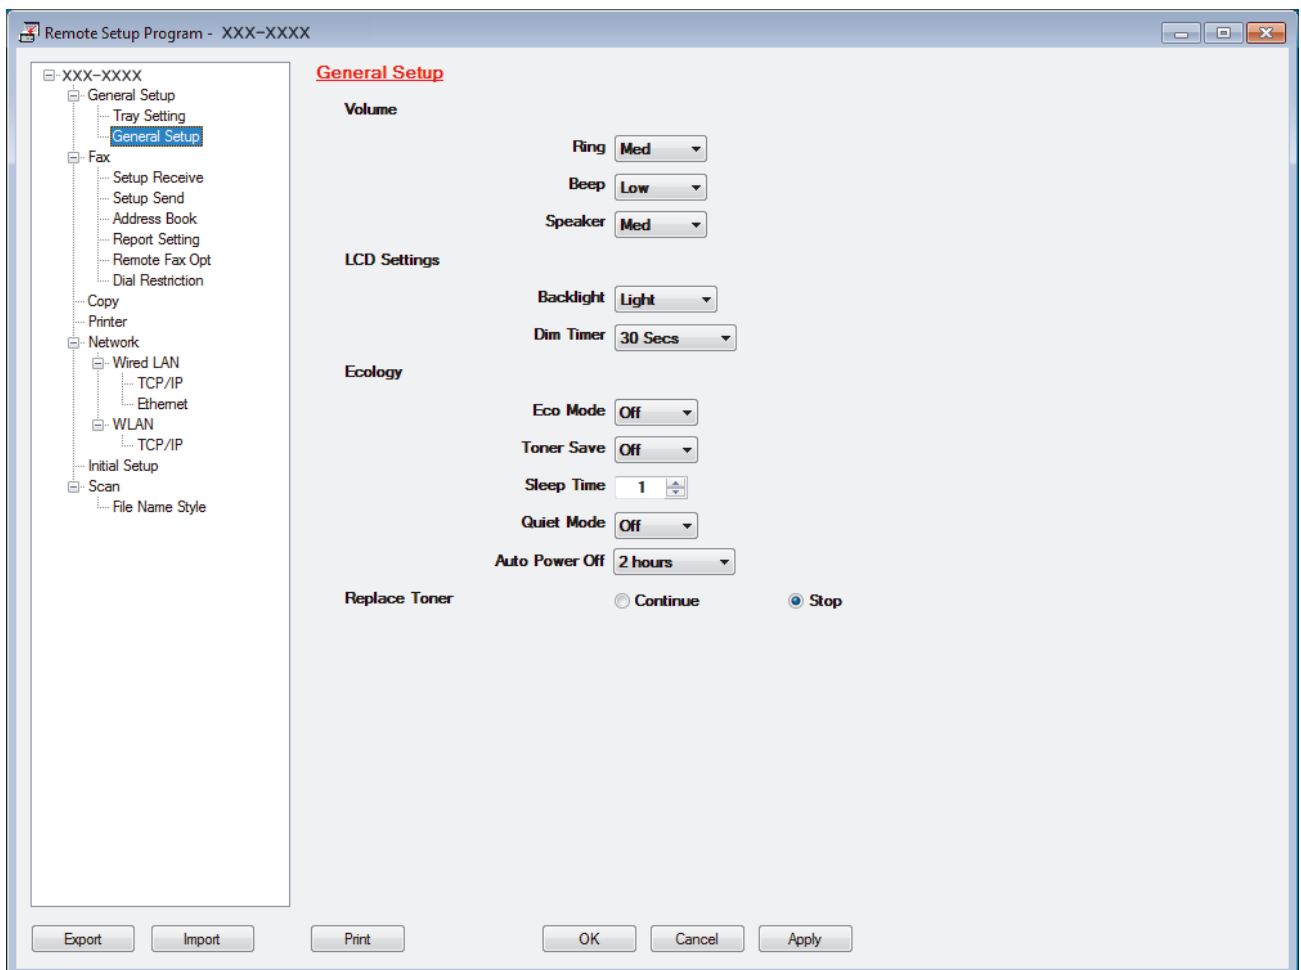 Remote Setup Program - XXX-XXXX
XXX-XXXX
General Setup
Tray Setting
General Setup
Fax
Setup Receive
Setup Send
Address Book
Report Setting
Remote Fax Opt
Dial Restriction
Copy
Printer
Network
Wired LAN
TCP/IP
Ethernet
WLAN
TCP/IP
Initial Setup
Scan
File Name Style
General Setup
Volume
Ring Med
Beep Low
Speaker Med
LCD Settings
Backlight Light
Dim Timer 30 Secs
Ecology
Eco Mode Off
Toner Save Off
Sleep Time 1
Quiet Mode Off
Auto Power Off 2 hours
Replace Toner Continue Stop
Export Import Print OK Cancel Apply